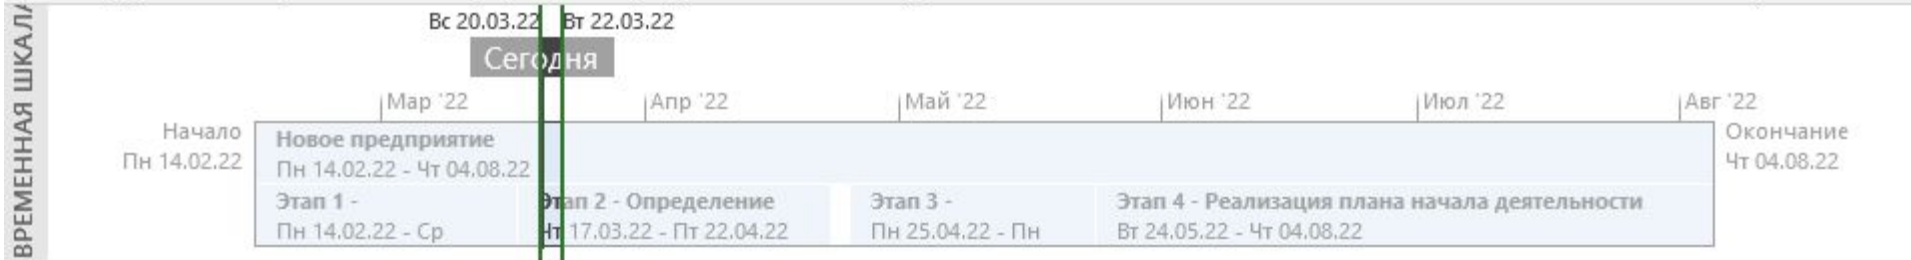 ВРЕМЕННАЯ ШКАЛА
Вс 20.03.22 Вт 22.03.22
Сегодня
Мар '22 Апр '22 Май '22 Июн '22 Июл '22 Авг '22
Начало
Пн 14.02.22
Новое предприятие
Пн 14.02.22 - Чт 04.08.22
Окончание
Чт 04.08.22
Этап 1 -
Пн 14.02.22 - Ср
Этап 2 - Определение
Чт 17.03.22 - Пт 22.04.22
Этап 3 -
Пн 25.04.22 - Пн
Этап 4 - Реализация плана начала деятельности
Вт 24.05.22 - Чт 04.08.22